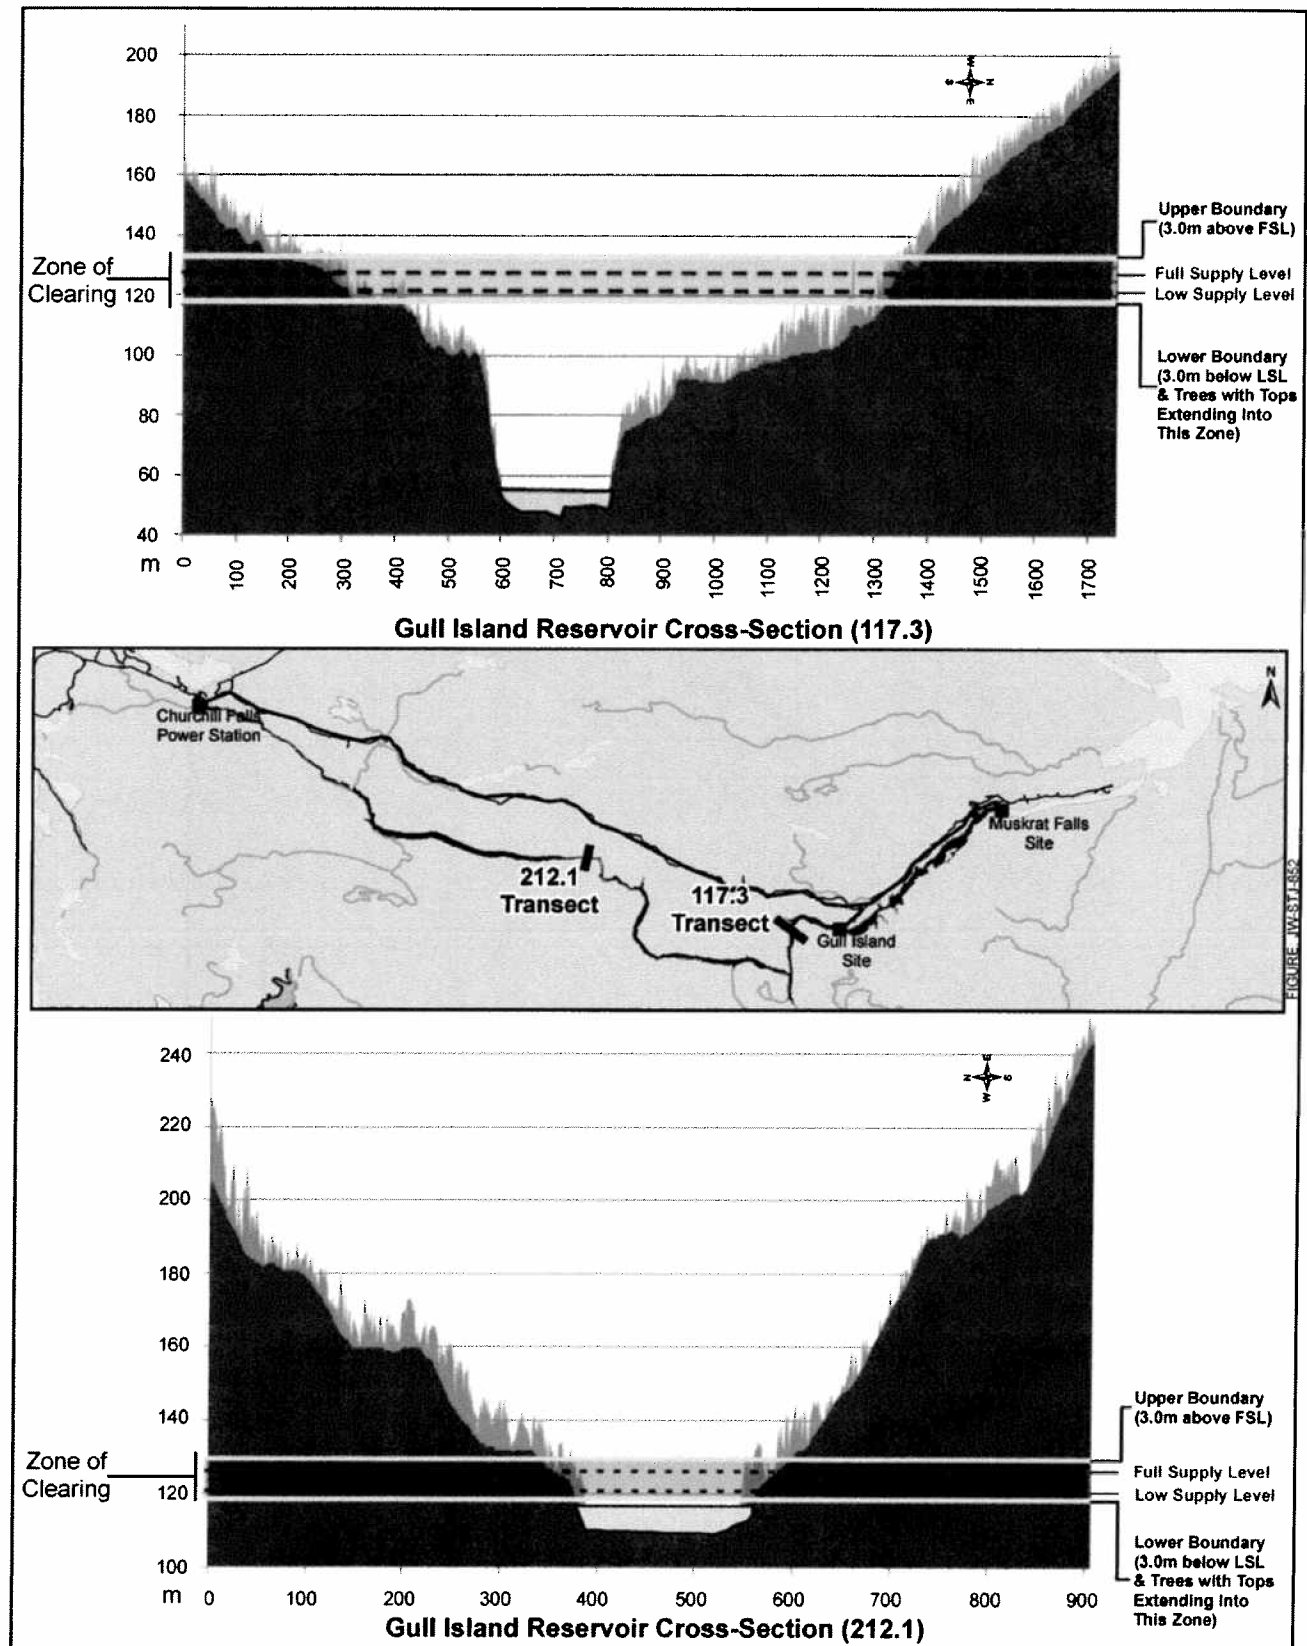 200
180
160
140
120
100
80
60
40
m
Zone of
Clearing
W
S
N
E
Upper Boundary
(3.0m above FSL)
Full Supply Level
Low Supply Level
Lower Boundary
(3.0m below LSL
& Trees with Tops
Extending Into
This Zone)
0
100
200
300
400
500
600
700
800
900
1000
1100
1200
1300
1400
1500
1600
1700
Gull Island Reservoir Cross-Section (117.3)
Churchill Falls
Power Station
212.1
Transect
117.3
Transect
Gull Island
Site
Muskrat Falls
Site
N
FIGURE JW-STJ-852
240
220
200
180
160
140
120
100
m
Zone of
Clearing
E
N
S
W
Upper Boundary
(3.0m above FSL)
Full Supply Level
Low Supply Level
Lower Boundary
(3.0m below LSL
& Trees with Tops
Extending Into
This Zone)
0
100
200
300
400
500
600
700
800
900
Gull Island Reservoir Cross-Section (212.1)